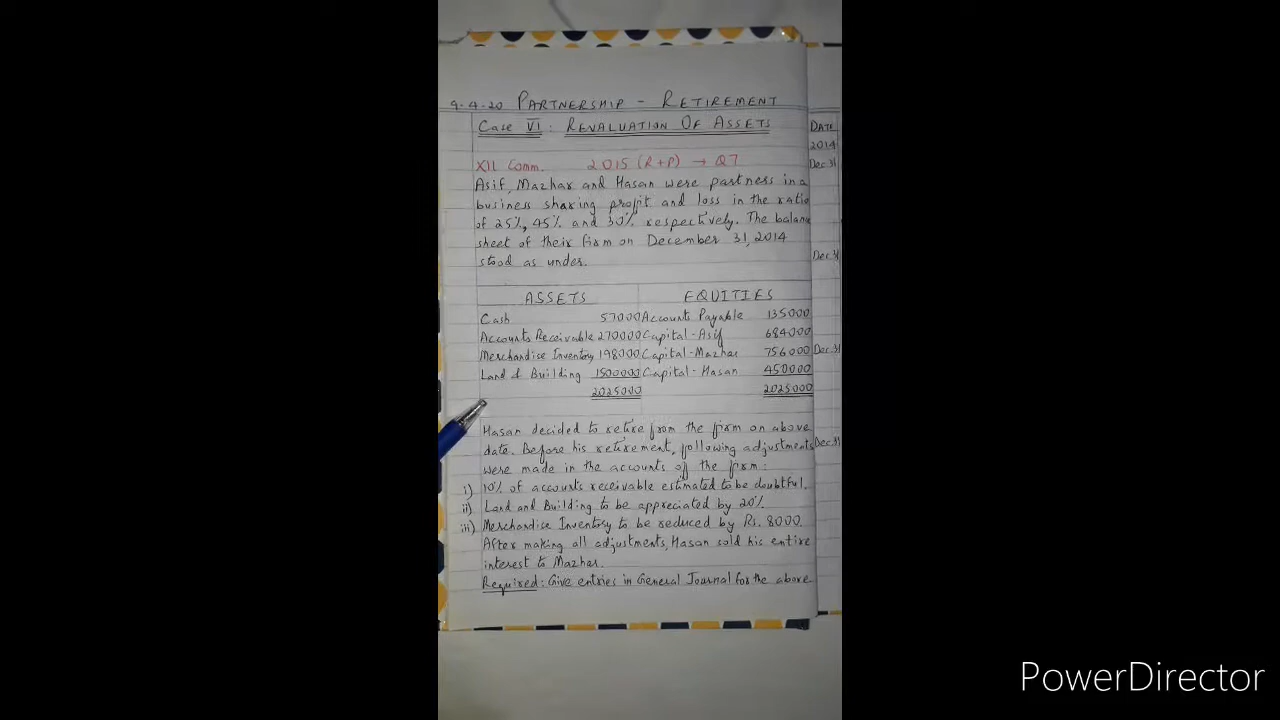 9-4-20 PARTNERSHIP - RETIREMENT
CASE VI : REVALUATION OF ASSETS
XII Comm. 2015 (R+P) → Q7
Asif, Mazhar and Hasan were partners in a
business sharing profit and loss in the ratio
of 25%, 45% and 30% respectively. The balance
sheet of their firm on December 31, 2014
stood as under.
ASSETS EQUITIES
Cash 57000 Accounts Payable 135000
Accounts Receivable 270000 Capital-Asif 684000
Merchandise Inventory 198000 Capital-Mazhar 756000
Land & Building 1500000 Capital-Hasan 450000
2025000 2025000
Hasan decided to retire from the firm on above
date. Before his retirement, following adjustments
were made in the accounts of the firm:
i) 10% of accounts receivable estimated to be doubtful.
ii) Land and Building to be appreciated by 20%.
iii) Merchandise Inventory to be reduced by Rs. 8000.
After making all adjustments, Hasan sold his entire
interest to Mazhar.
Required: Give entries in General Journal for the above
DATE
2014
Dec 31
Dec 31
Dec 31
Dec 31
PowerDirector